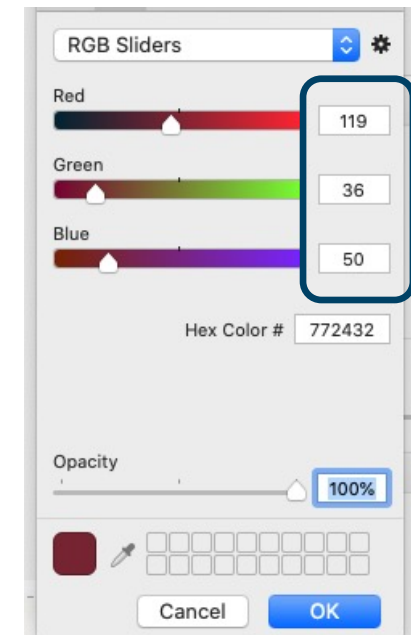 RGB Sliders
Red
119
Green
36
Blue
50
Hex Color # 772432
Opacity
100%
Cancel OK